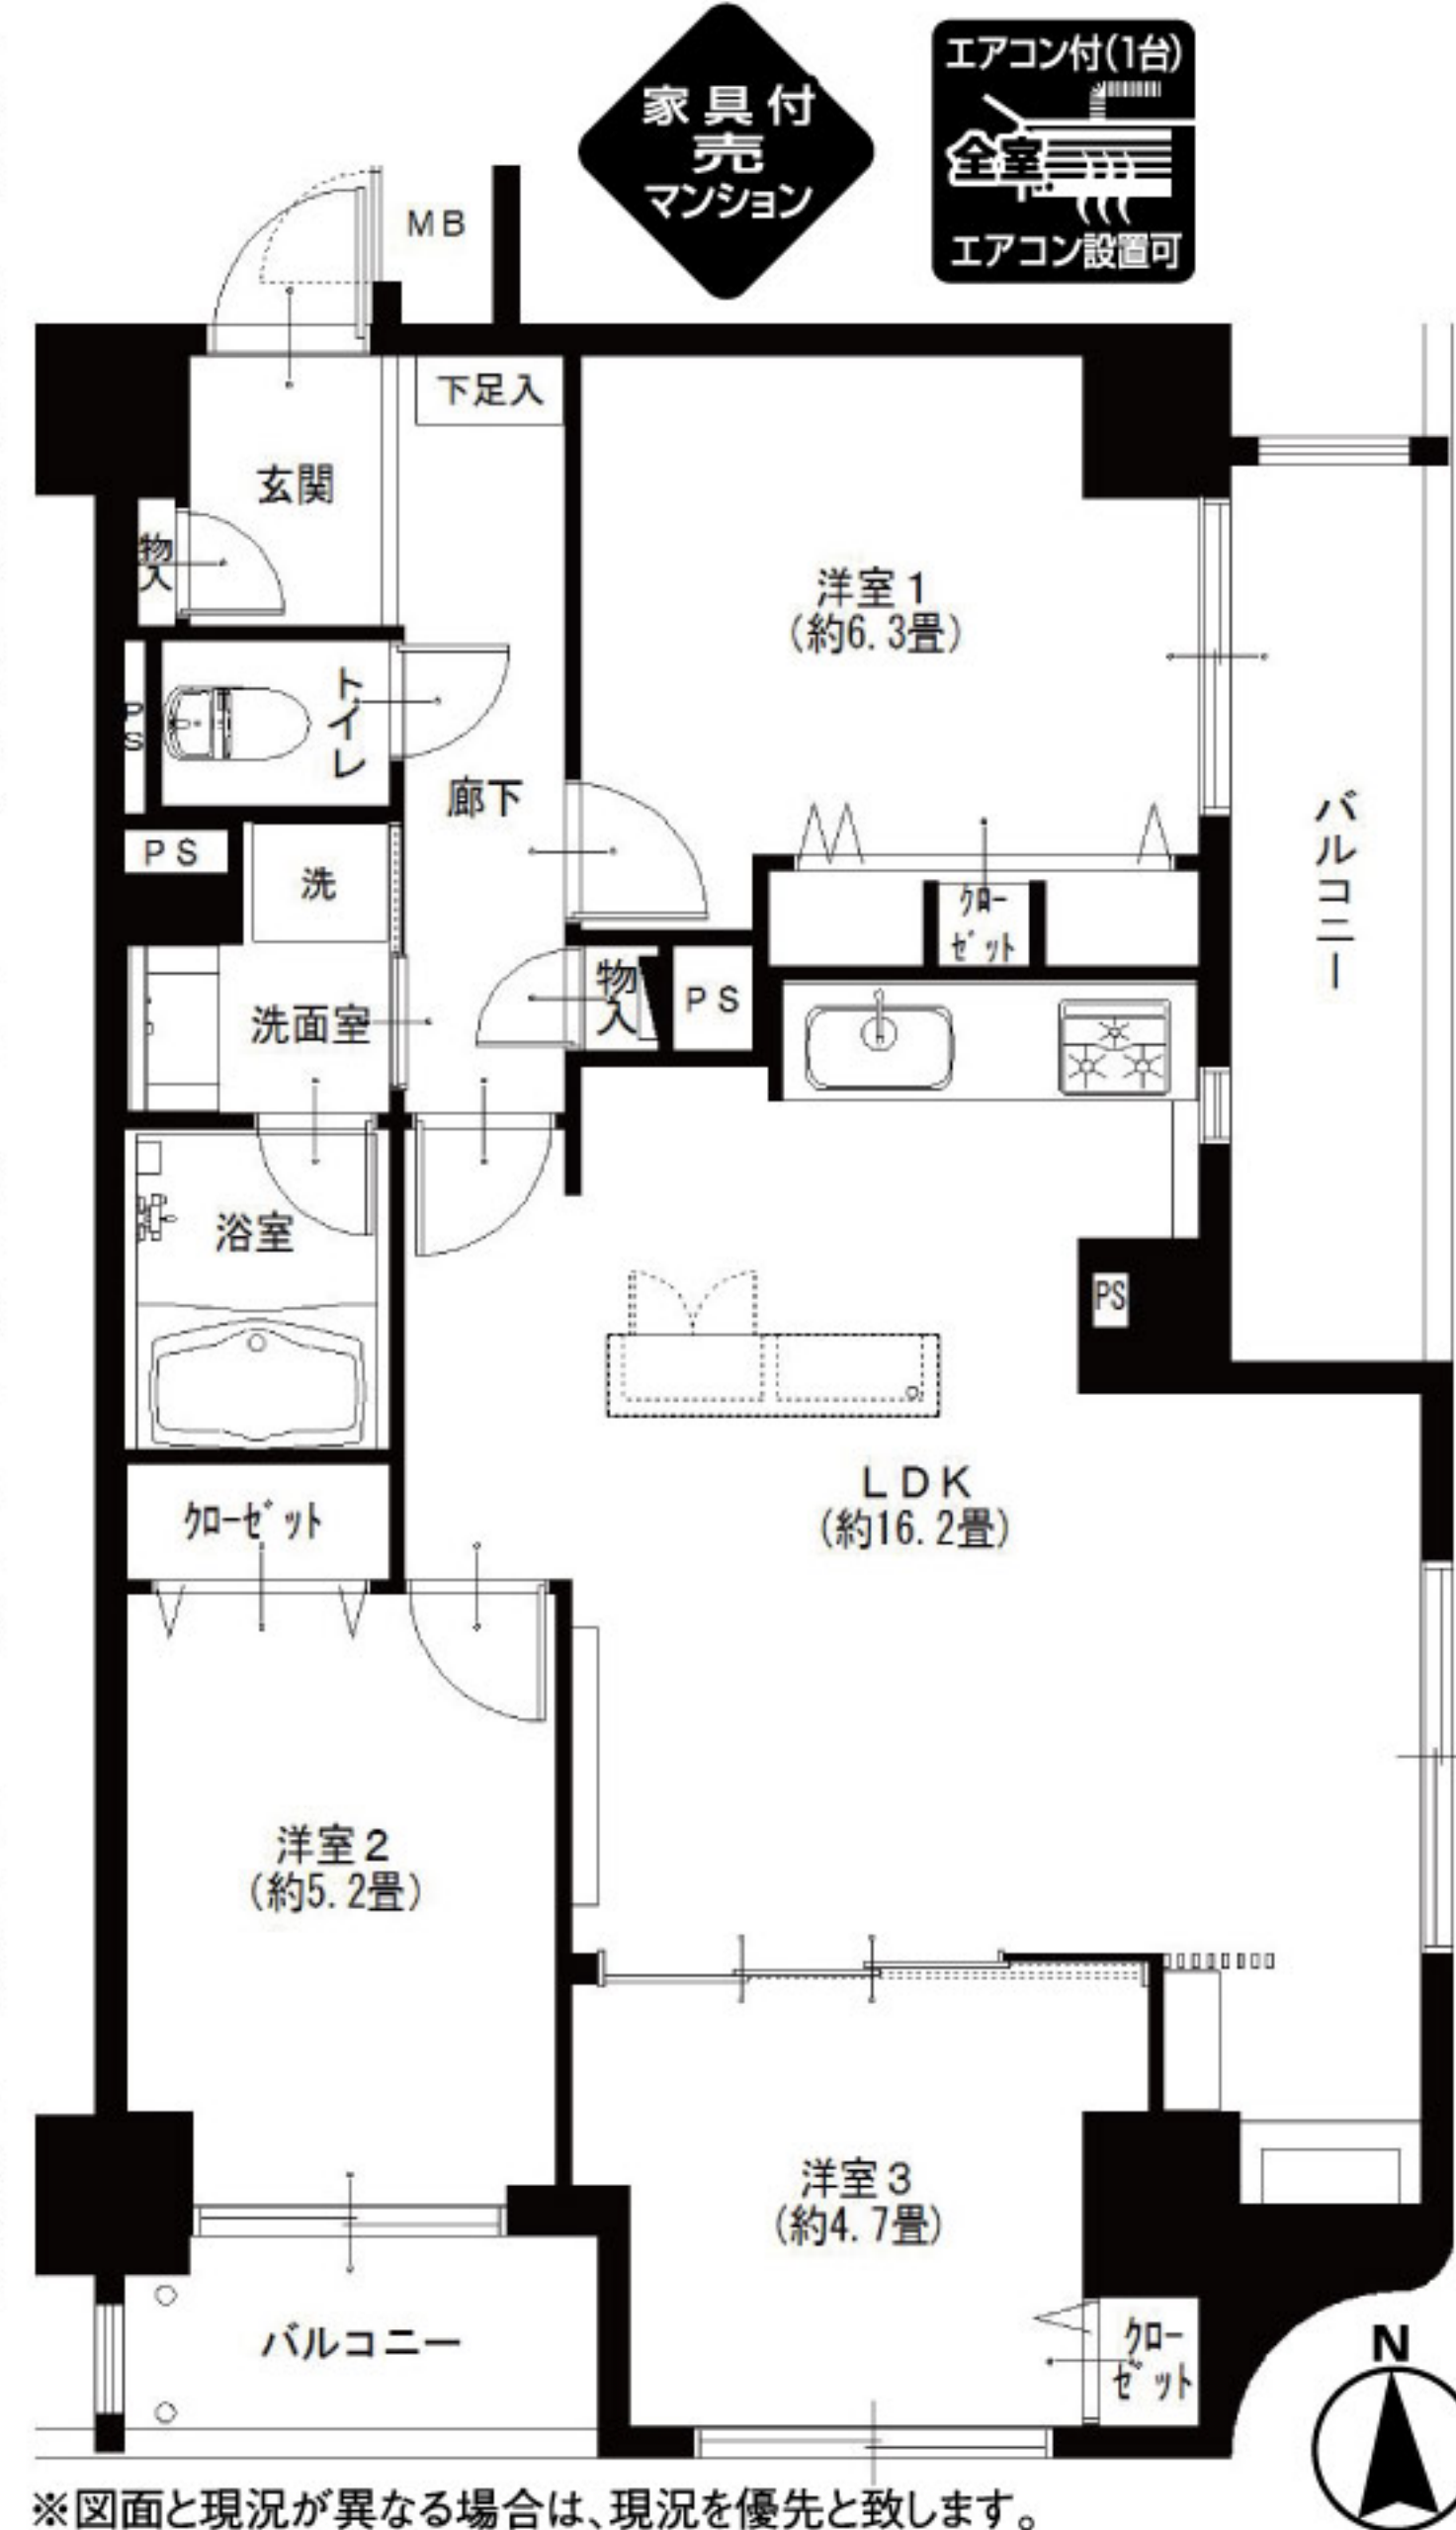 家具付
売
マンション
エアコン付(1台)
全室
エアコン設置可
MB
下足入
玄関
物入
洋室1
(約6.3畳)
トイレ
PS
廊下
バルコニー
PS
洗
クローゼット
物入
PS
洗面室
浴室
PS
LDK
(約16.2畳)
クローゼット
洋室2
(約5.2畳)
洋室3
(約4.7畳)
バルコニー
クローゼット
N
※図面と現況が異なる場合は、現況を優先と致します。